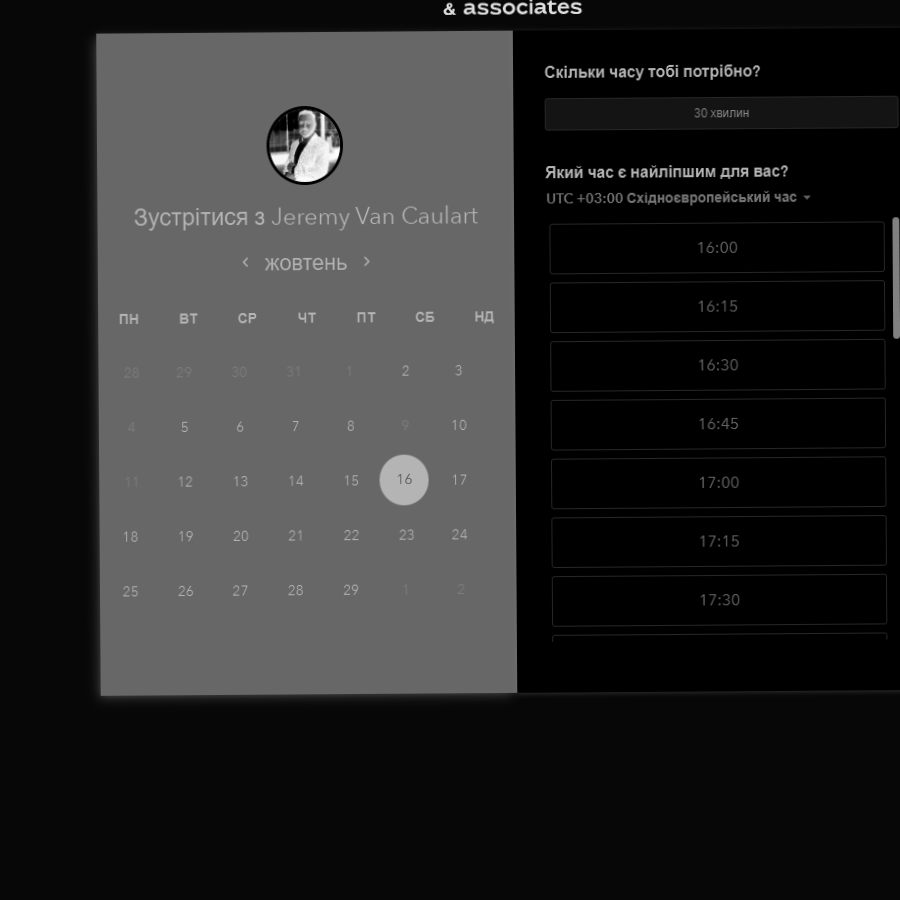 & associates
Зустрітися з Jeremy Van Caulart
жовтень
ПН ВТ СР ЧТ ПТ СБ НД
28 29 30 31 1 2 3
4 5 6 7 8 9 10
11 12 13 14 15 16 17
18 19 20 21 22 23 24
25 26 27 28 29 1 2
Скільки часу тобі потрібно?
30 хвилин
Який час є найліпшим для вас?
UTC +03:00 Східноєвропейський час
16:00
16:15
16:30
16:45
17:00
17:15
17:30